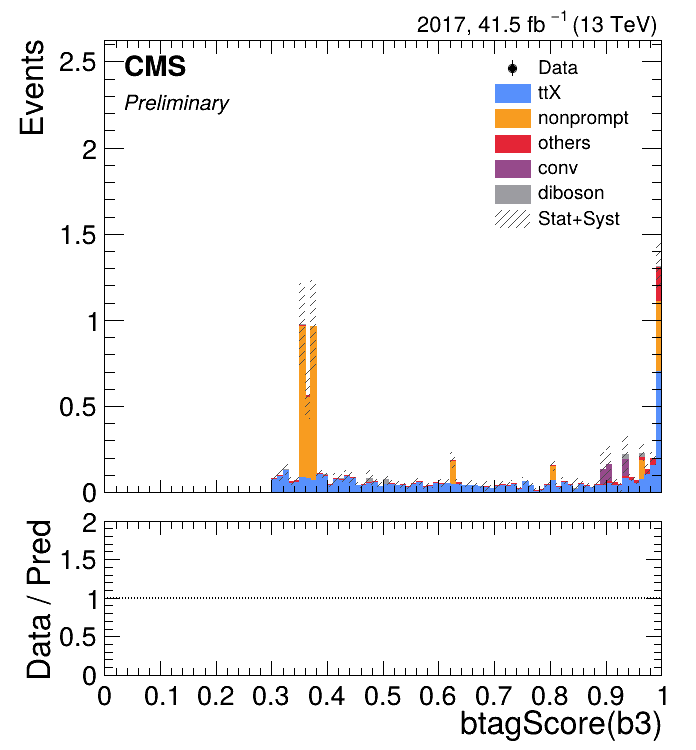 2017, 41.5 fb⁻¹ (13 TeV)
CMS
Preliminary
Data
ttX
nonprompt
others
conv
diboson
Stat+Syst
Events
2.5
2
1.5
1
0.5
0
Data / Pred
2
1.5
1
0.5
0
0 0.1 0.2 0.3 0.4 0.5 0.6 0.7 0.8 0.9 1
btagScore(b3)